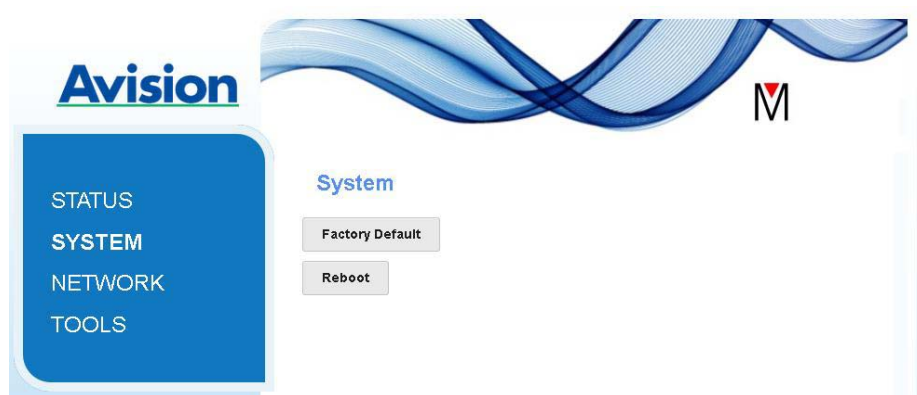 Avision
M
STATUS
SYSTEM
NETWORK
TOOLS
System
Factory Default
Reboot